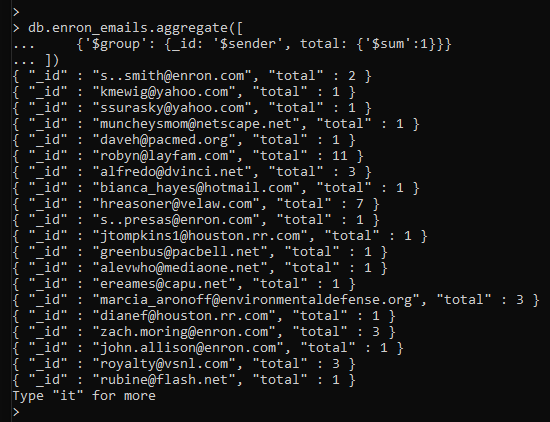 >
> db.enron_emails.aggregate([
...     {'$group': {_id: '$sender', total: {'$sum':1}}}
... ])
{ "_id" : "s..smith@enron.com", "total" : 2 }
{ "_id" : "kmewig@yahoo.com", "total" : 1 }
{ "_id" : "ssurasky@yahoo.com", "total" : 1 }
{ "_id" : "muncheysmom@netscape.net", "total" : 1 }
{ "_id" : "daveh@pacmed.org", "total" : 1 }
{ "_id" : "robyn@layfam.com", "total" : 11 }
{ "_id" : "alfredo@dvinci.net", "total" : 3 }
{ "_id" : "bianca_hayes@hotmail.com", "total" : 1 }
{ "_id" : "hreasoner@velaw.com", "total" : 7 }
{ "_id" : "s..presas@enron.com", "total" : 1 }
{ "_id" : "jtompkins1@houston.rr.com", "total" : 1 }
{ "_id" : "greenbus@pacbell.net", "total" : 1 }
{ "_id" : "alevwho@mediaone.net", "total" : 1 }
{ "_id" : "ereames@capu.net", "total" : 1 }
{ "_id" : "marcia_aronoff@environmentaldefense.org", "total" : 3 }
{ "_id" : "dianef@houston.rr.com", "total" : 1 }
{ "_id" : "zach.moring@enron.com", "total" : 3 }
{ "_id" : "john.allison@enron.com", "total" : 1 }
{ "_id" : "royalty@vsnl.com", "total" : 3 }
{ "_id" : "rubine@flash.net", "total" : 1 }
Type "it" for more
>